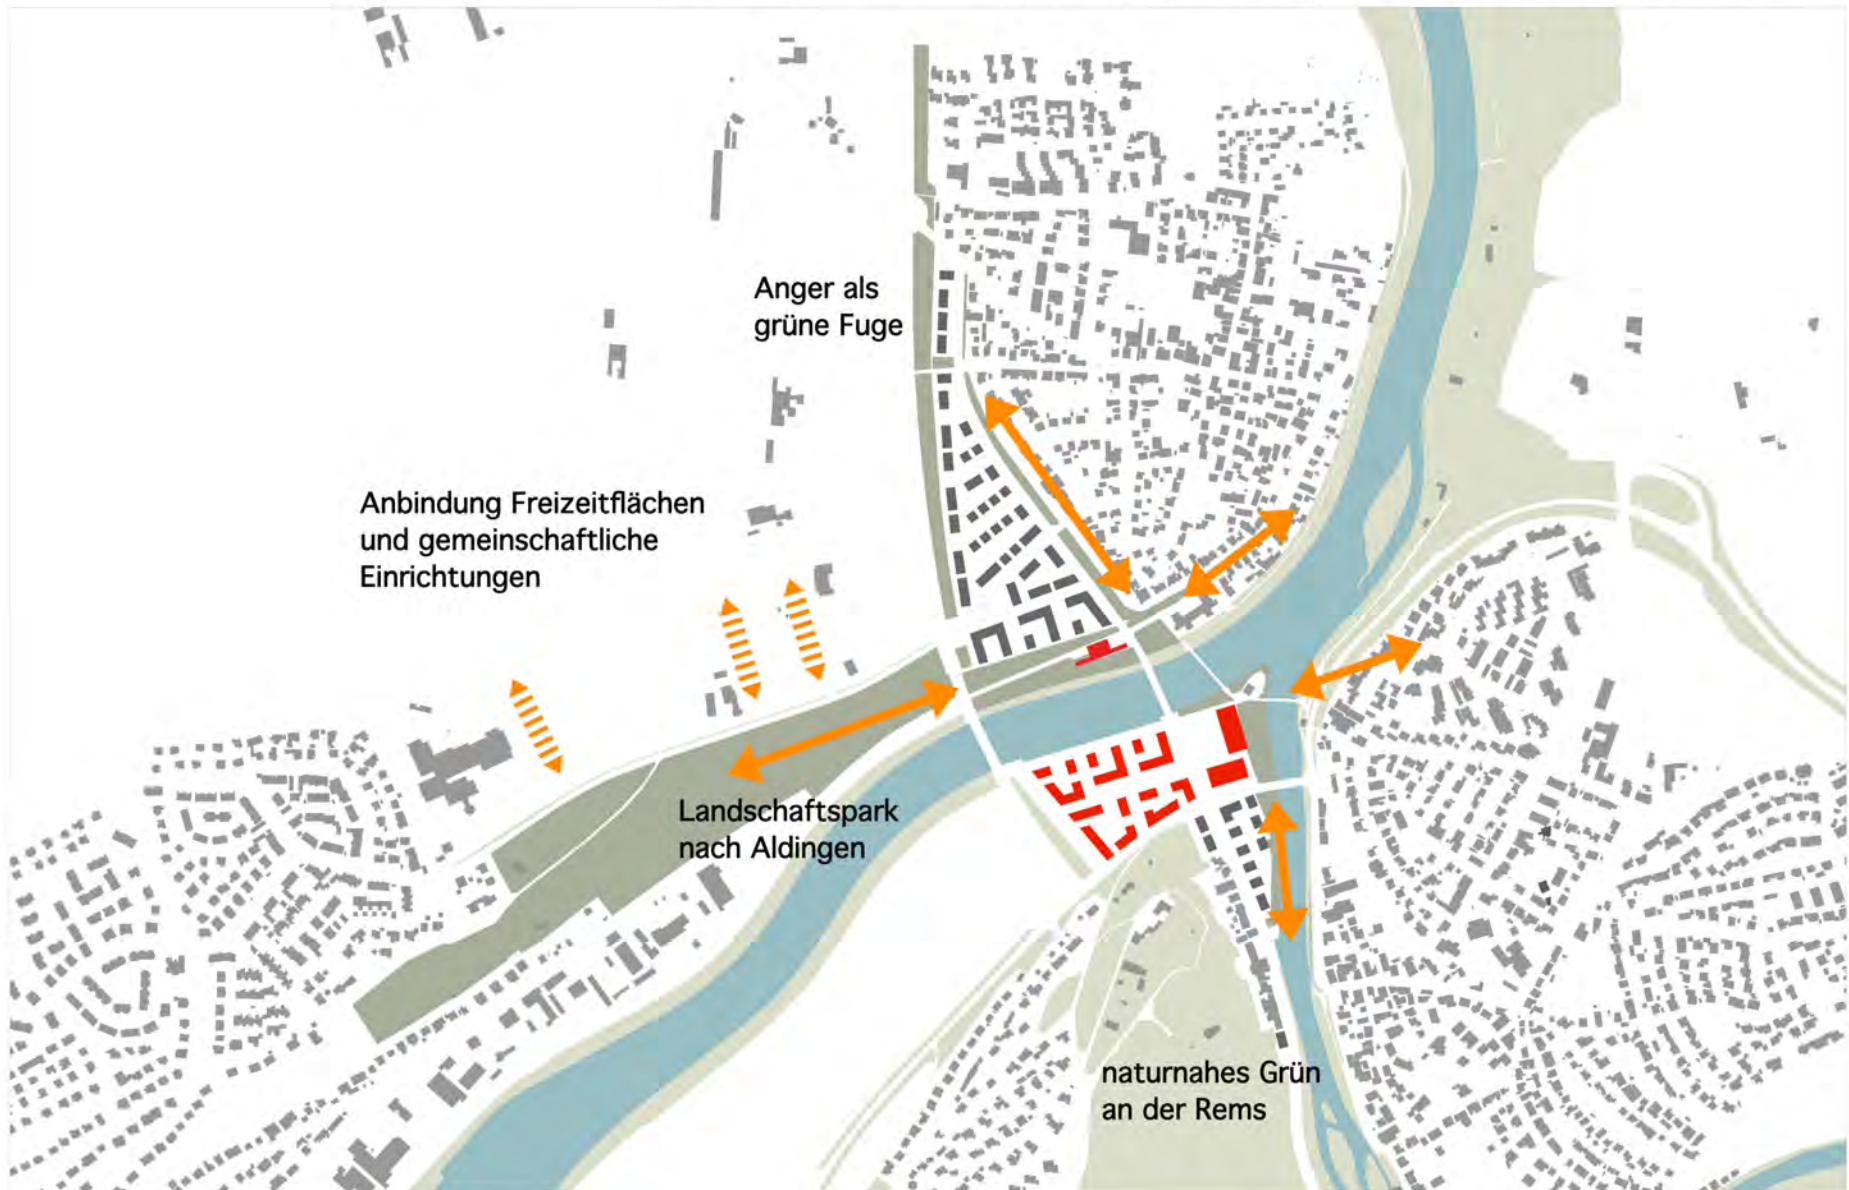 Anger als
grüne Fuge
Anbindung Freizeitflächen
und gemeinschaftliche
Einrichtungen
Landschaftspark
nach Aldingen
naturnahes Grün
an der Rems